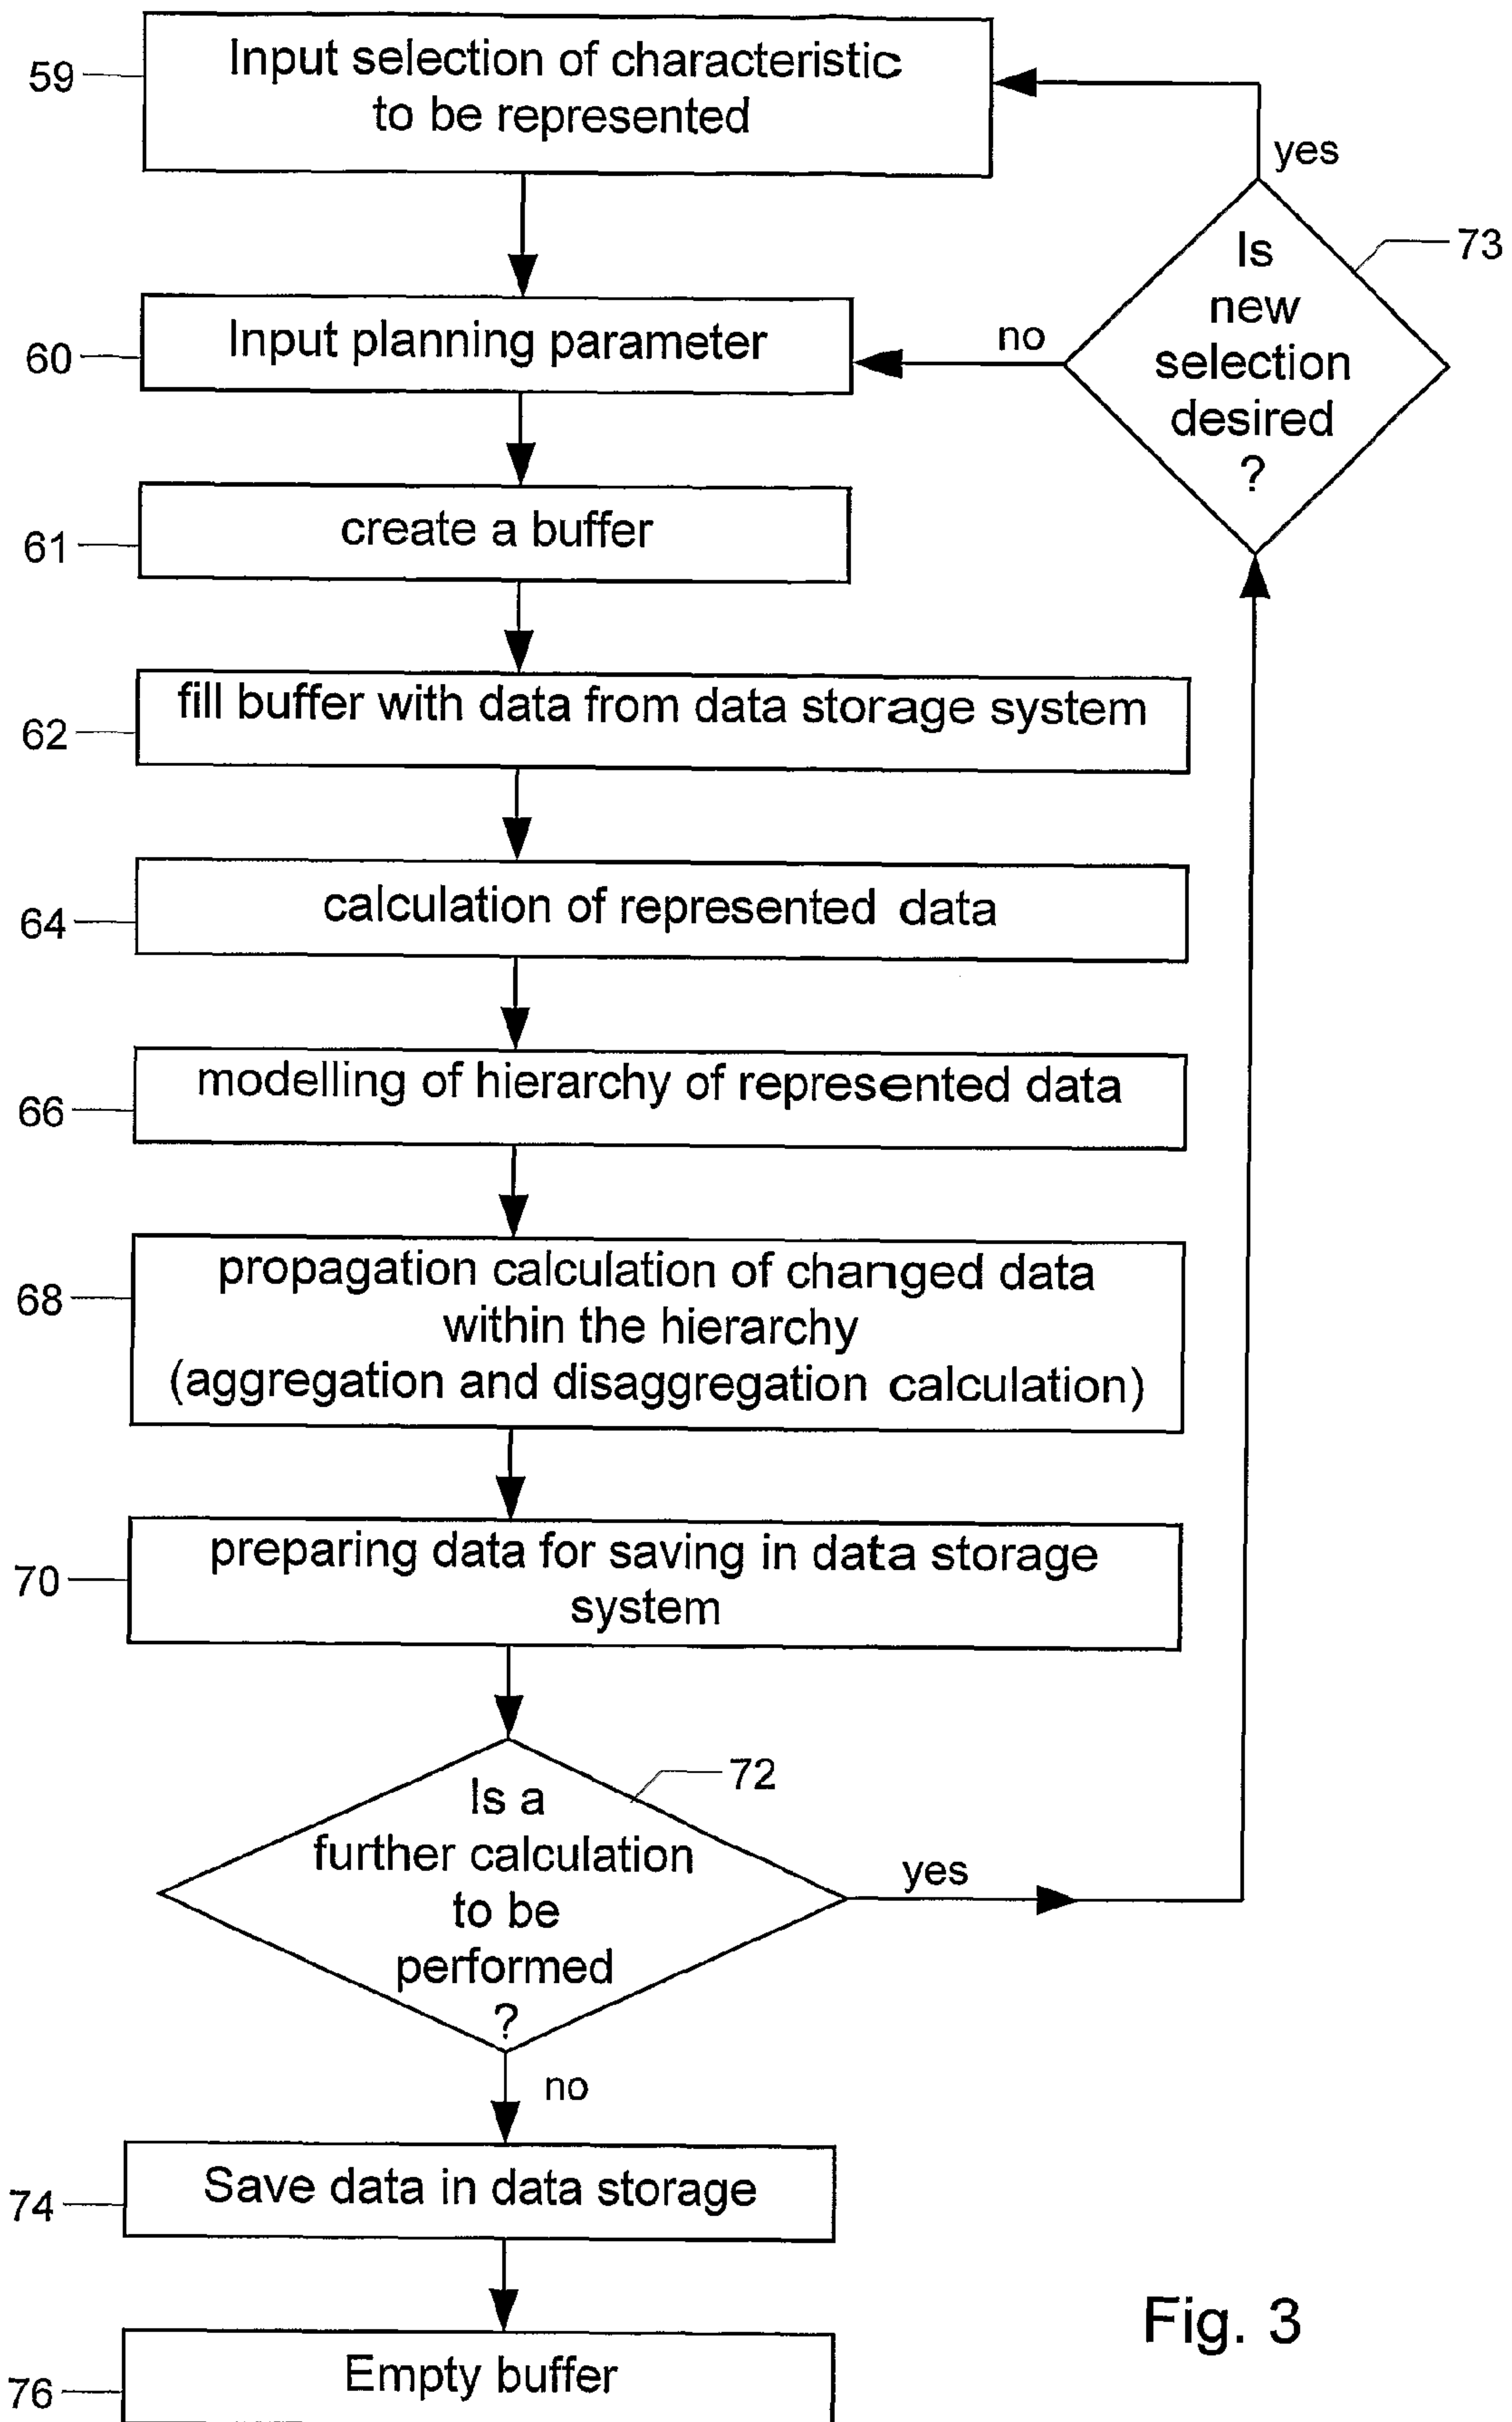 59
Input selection of characteristic
to be represented
yes
Is
new
selection
desired
?
73
no
60
Input planning parameter
61
create a buffer
62
fill buffer with data from data storage system
64
calculation of represented data
66
modelling of hierarchy of represented data
68
propagation calculation of changed data
within the hierarchy
(aggregation and disaggregation calculation)
70
preparing data for saving in data storage
system
72
Is a
further calculation
to be
performed
?
yes
no
74
Save data in data storage
76
Empty buffer
Fig. 3